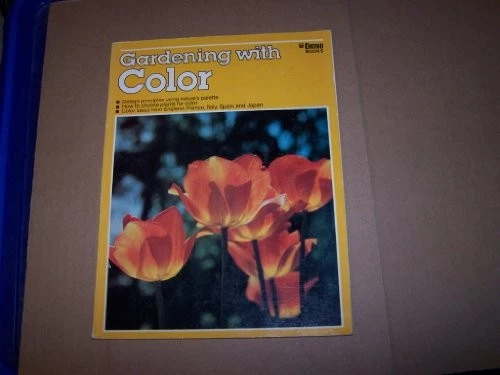 Gardening with
Color
ORTHO
BOOKS
■ Design principles using nature's palette
■ How to choose plants for color
■ Color ideas from England, France, Italy, Spain and Japan